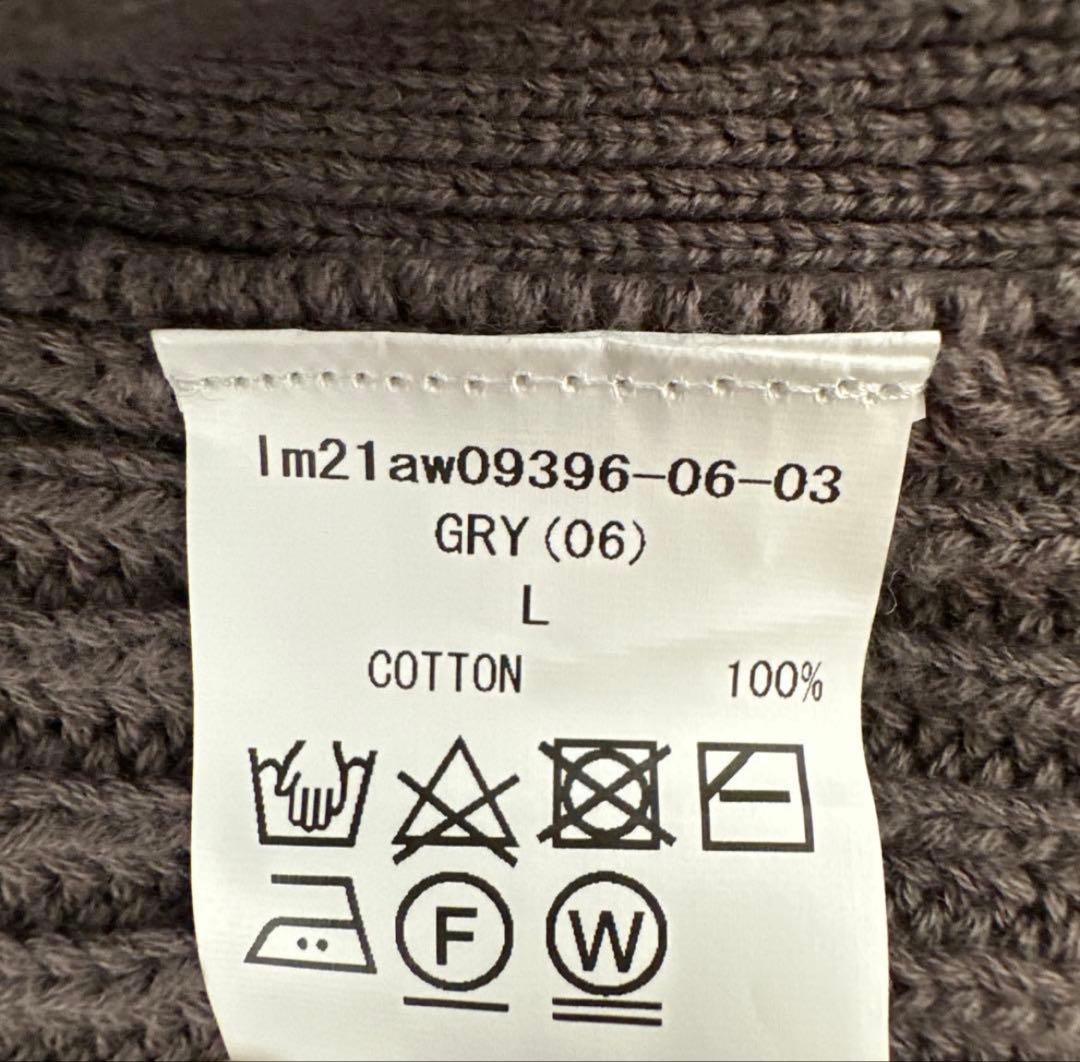 lm21aw09396-06-03
GRY(06)
L
COTTON 100%
F W